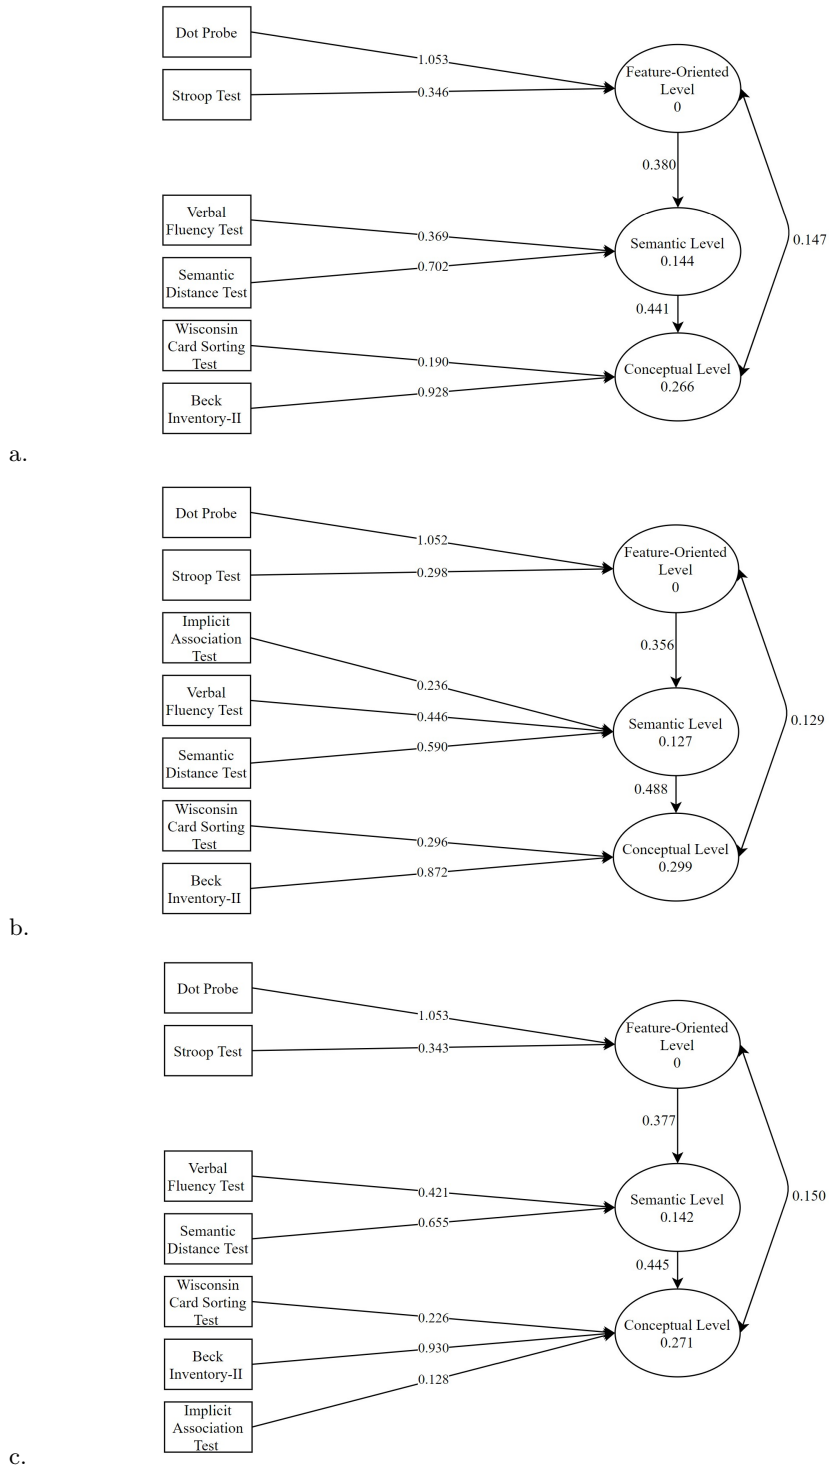 Dot Probe
1.053
Feature-Oriented
Level
0
Stroop Test
0.346
0.380
Verbal
Fluency Test
0.369
Semantic Level
0.144
0.147
Semantic
Distance Test
0.702
0.441
Wisconsin
Card Sorting
Test
0.190
Conceptual Level
0.266
Beck
Inventory-II
0.928
a.
Dot Probe
1.052
Feature-Oriented
Level
0
Stroop Test
0.298
Implicit
Association
Test
0.236
0.356
Verbal
Fluency Test
0.446
Semantic Level
0.127
0.129
Semantic
Distance Test
0.590
0.488
Wisconsin
Card Sorting
Test
0.296
Conceptual Level
0.299
Beck
Inventory-II
0.872
b.
Dot Probe
1.053
Feature-Oriented
Level
0
Stroop Test
0.343
0.377
Verbal
Fluency Test
0.421
Semantic Level
0.142
0.150
Semantic
Distance Test
0.655
0.445
Wisconsin
Card Sorting
Test
0.226
Conceptual Level
0.271
Beck
Inventory-II
0.930
0.128
Implicit
Association
Test
c.